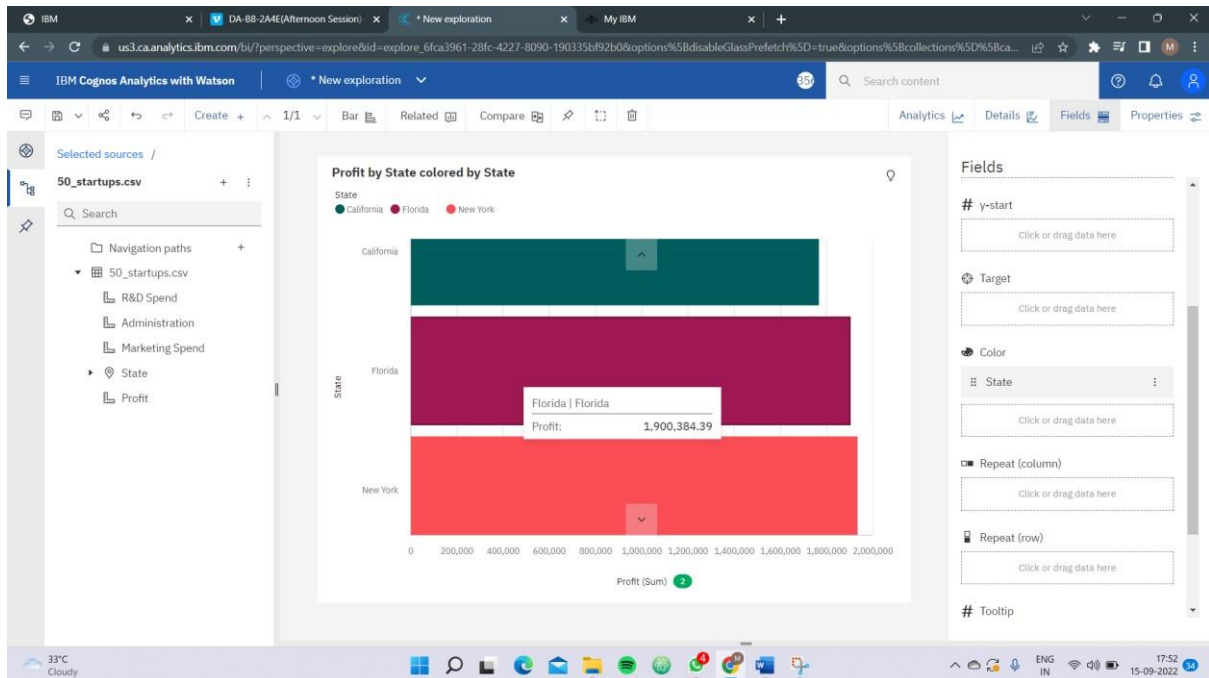 IBM
DA-BB-2A4E(Afternoon Session)
* New exploration
My IBM
us3.ca.analytics.ibm.com/bi/?perspective=explore&id=explore_6fca3961-28fc-4227-8090-190335bf92b0&options%5BdisableGlassPrefetch%5D=true&options%5Bcollections%5D%5Bca...
M
IBM Cognos Analytics with Watson
* New exploration
Search content
Create +
1/1
Bar
Related
Compare
Analytics
Details
Fields
Properties
Selected sources /
50_startups.csv
Search
Navigation paths
50_startups.csv
R&D Spend
Administration
Marketing Spend
State
Profit
Profit by State colored by State
State
California Florida New York
California
Florida
New York
State
Florida | Florida
Profit: 1,900,384.39
0 200,000 400,000 600,000 800,000 1,000,000 1,200,000 1,400,000 1,600,000 1,800,000 2,000,000
Profit (Sum) 2
Fields
# y-start
Click or drag data here
Target
Click or drag data here
Color
State
Click or drag data here
Repeat (column)
Click or drag data here
Repeat (row)
Click or drag data here
# Tooltip
33°C
Cloudy
4
M
ENG
IN
17:52
15-09-2022
34